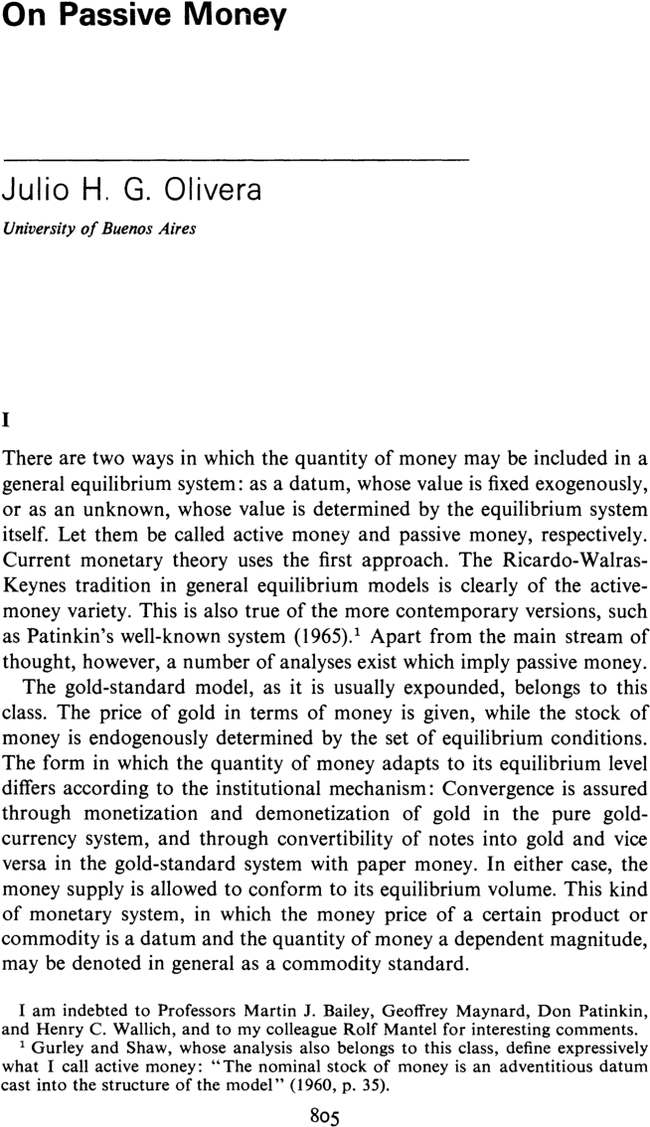 On Passive Money
Julio H. G. Olivera
University of Buenos Aires
I
There are two ways in which the quantity of money may be included in a
general equilibrium system: as a datum, whose value is fixed exogenously,
or as an unknown, whose value is determined by the equilibrium system
itself. Let them be called active money and passive money, respectively.
Current monetary theory uses the first approach. The Ricardo-Walras-
Keynes tradition in general equilibrium models is clearly of the active-
money variety. This is also true of the more contemporary versions, such
as Patinkin's well-known system (1965).¹ Apart from the main stream of
thought, however, a number of analyses exist which imply passive money.
The gold-standard model, as it is usually expounded, belongs to this
class. The price of gold in terms of money is given, while the stock of
money is endogenously determined by the set of equilibrium conditions.
The form in which the quantity of money adapts to its equilibrium level
differs according to the institutional mechanism: Convergence is assured
through monetization and demonetization of gold in the pure gold-
currency system, and through convertibility of notes into gold and vice
versa in the gold-standard system with paper money. In either case, the
money supply is allowed to conform to its equilibrium volume. This kind
of monetary system, in which the money price of a certain product or
commodity is a datum and the quantity of money a dependent magnitude,
may be denoted in general as a commodity standard.
I am indebted to Professors Martin J. Bailey, Geoffrey Maynard, Don Patinkin,
and Henry C. Wallich, and to my colleague Rolf Mantel for interesting comments.
¹ Gurley and Shaw, whose analysis also belongs to this class, define expressively
what I call active money: "The nominal stock of money is an adventitious datum
cast into the structure of the model" (1960, p. 35).
805